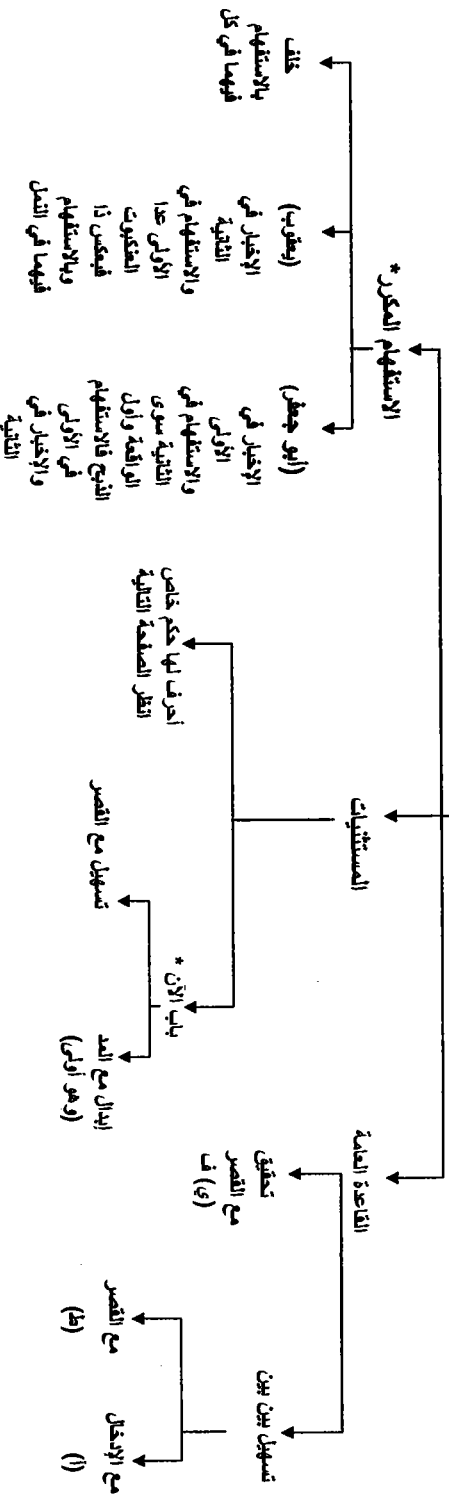 القاعدة العامة
تسهيل بين بين
مع الإدخال
(أ)
مع القصر
(ط)
تحقيق
مع القصر
(ي) ف
المستثنيات
باب الآن *
إبدال مع المد
(وهو أولى)
تسهيل مع القصر
أحرف لها حكم خاص
انظر الصفحة التالية
الاستفهام المكرر *
(أبو جعفر)
الإخبار في
الأولى
والاستفهام في
الثانية سوى
الواقعة وأول
الذبح فالاستفهام
في الأولى
والإخبار في
الثانية
(يعقوب)
الإخبار في
الثانية
والاستفهام في
الأولى عدا
العنكبوت
فبعكس ذا
وبالاستفهام
فيهما في النمل
خلف
بالاستفهام
فيهما في كل